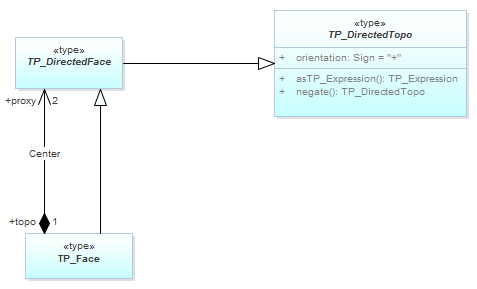 «type»
TP_DirectedFace
«type»
TP_DirectedTopo
+ orientation: Sign = "+"
+ asTP_Expression(): TP_Expression
+ negate(): TP_DirectedTopo
+proxy 2
Center
+topo 1
«type»
TP_Face